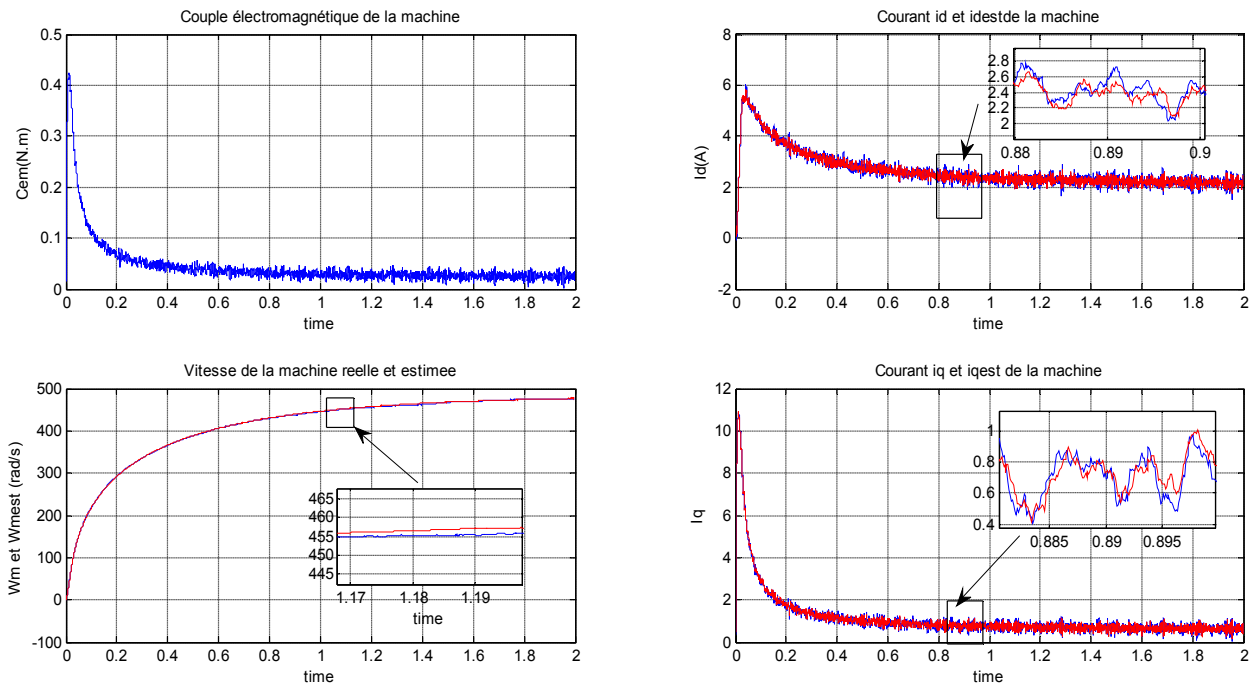 Couple électromagnétique de la machine
0.5
0.4
0.3
0.2
0.1
0
Cem(N.m)
0 0.2 0.4 0.6 0.8 1 1.2 1.4 1.6 1.8 2
time
Courant id et idestde la machine
8
6
4
2
0
-2
Id(A)
0 0.2 0.4 0.6 0.8 1 1.2 1.4 1.6 1.8 2
time
2.8
2.6
2.4
2.2
2
0.88 0.89 0.9
Vitesse de la machine reelle et estimee
500
400
300
200
100
0
-100
Wm et Wmest (rad/s)
0 0.2 0.4 0.6 0.8 1 1.2 1.4 1.6 1.8 2
time
465
460
455
450
445
1.17 1.18 1.19
time
Courant iq et iqest de la machine
12
10
8
6
4
2
0
Iq
0 0.2 0.4 0.6 0.8 1 1.2 1.4 1.6 1.8 2
time
1
0.8
0.6
0.4
0.885 0.89 0.895